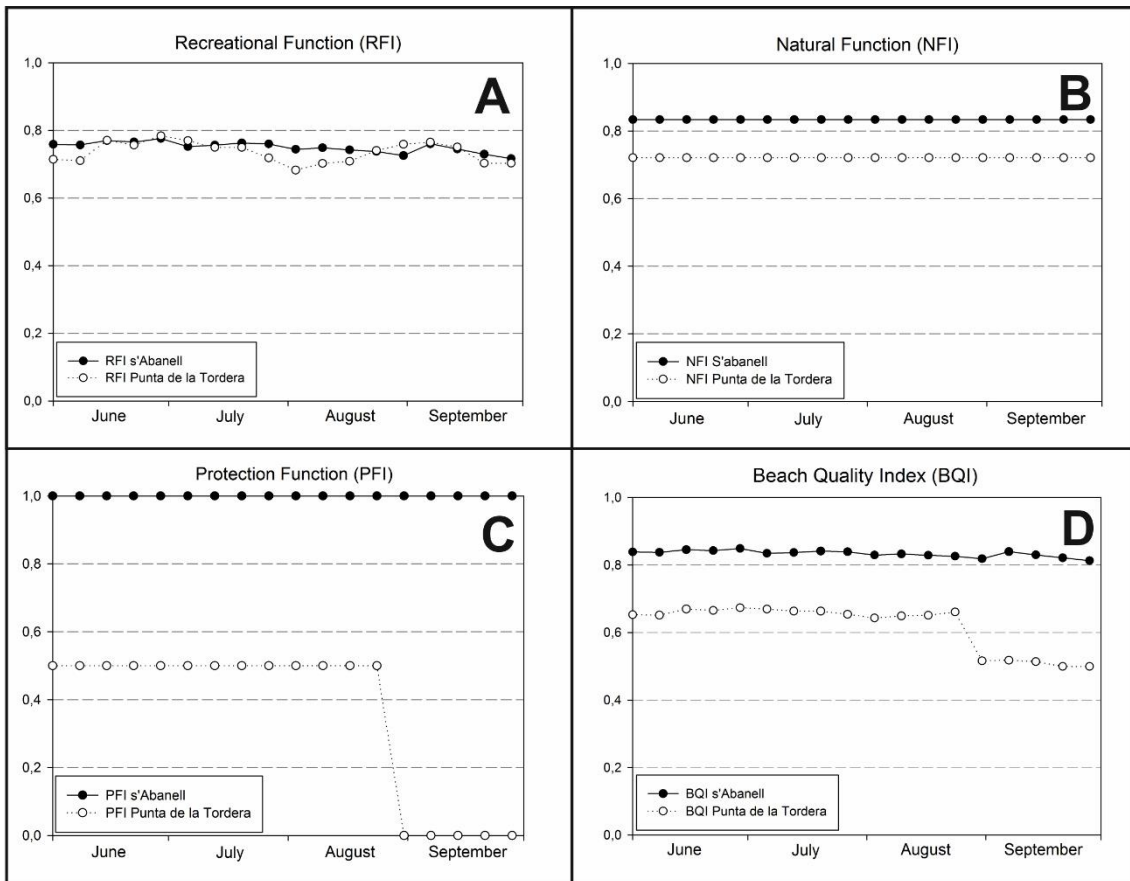 Recreational Function (RFI)
A
1,0
0,8
0,6
0,4
0,2
0,0
RFI s'Abanell
RFI Punta de la Tordera
June July August September
Natural Function (NFI)
B
1,0
0,8
0,6
0,4
0,2
0,0
NFI S'abanell
NFI Punta de la Tordera
June July August September
Protection Function (PFI)
C
1,0
0,8
0,6
0,4
0,2
0,0
PFI s'Abanell
PFI Punta de la Tordera
June July August September
Beach Quality Index (BQI)
D
1,0
0,8
0,6
0,4
0,2
0,0
BQI s'Abanell
BQI Punta de la Tordera
June July August September